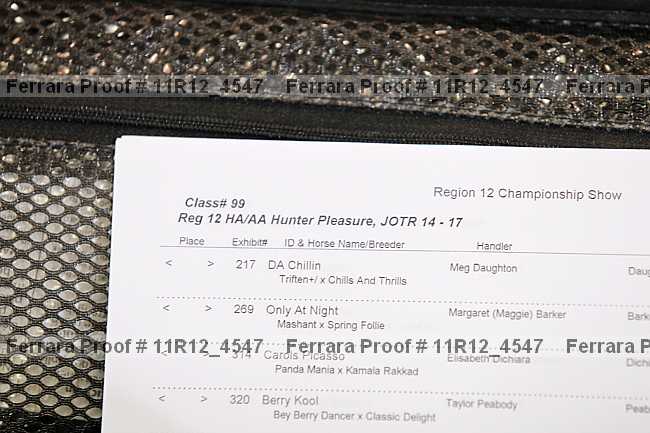 Ferrara Proof # 11R12_4547 Ferrara Proof # 11R12_4547 Ferrara Proof #
Region 12 Championship Show
Class# 99
Reg 12 HA/AA Hunter Pleasure, JOTR 14 - 17
Place Exhibit# ID & Horse Name/Breeder Handler
< > 217 DA Chillin Meg Daughton Daug
Triften+/ x Chills And Thrills
< > 269 Only At Night Margaret (Maggie) Barker Bark
Mashant x Spring Follie
Ferrara Proof # 11R12_4547 Ferrara Proof # 11R12_4547 Ferrara Proof
< > 314 Carols Picasso Elisabeth Dichiara Dichi
Panda Mania x Kamala Rakkad
< > 320 Berry Kool Taylor Peabody Peab
Bey Berry Dancer x Classic Delight